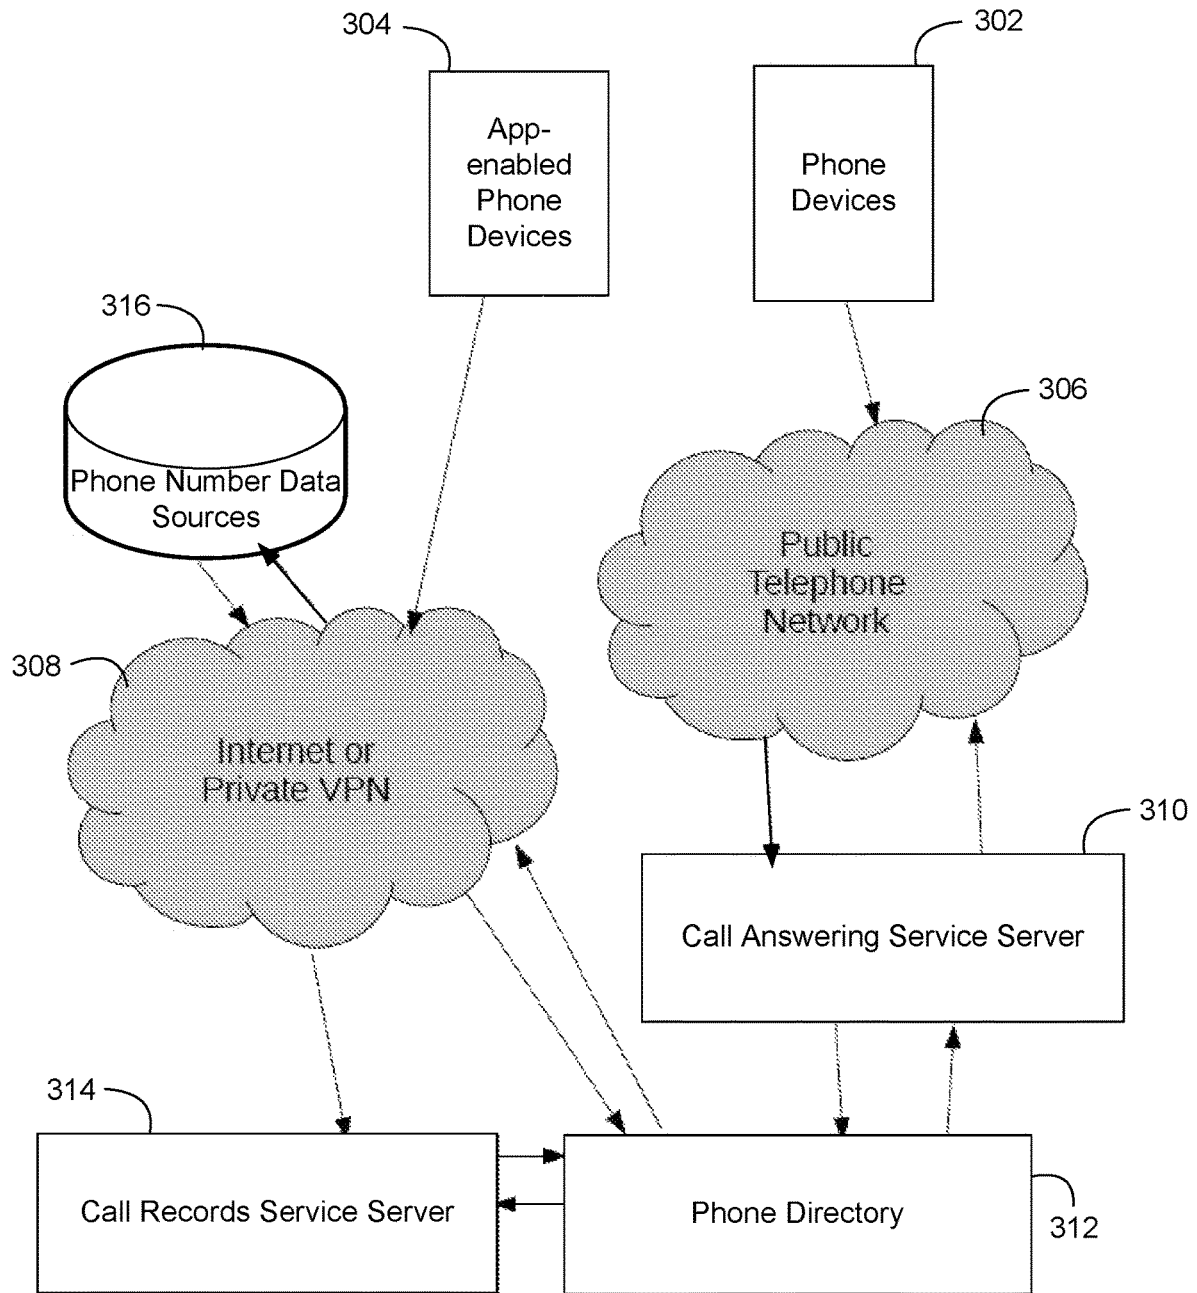 304
302
App-
enabled
Phone
Devices
Phone
Devices
316
306
Phone Number Data
Sources
Public
Telephone
Network
308
Internet or
Private VPN
310
Call Answering Service Server
314
Call Records Service Server
Phone Directory
312